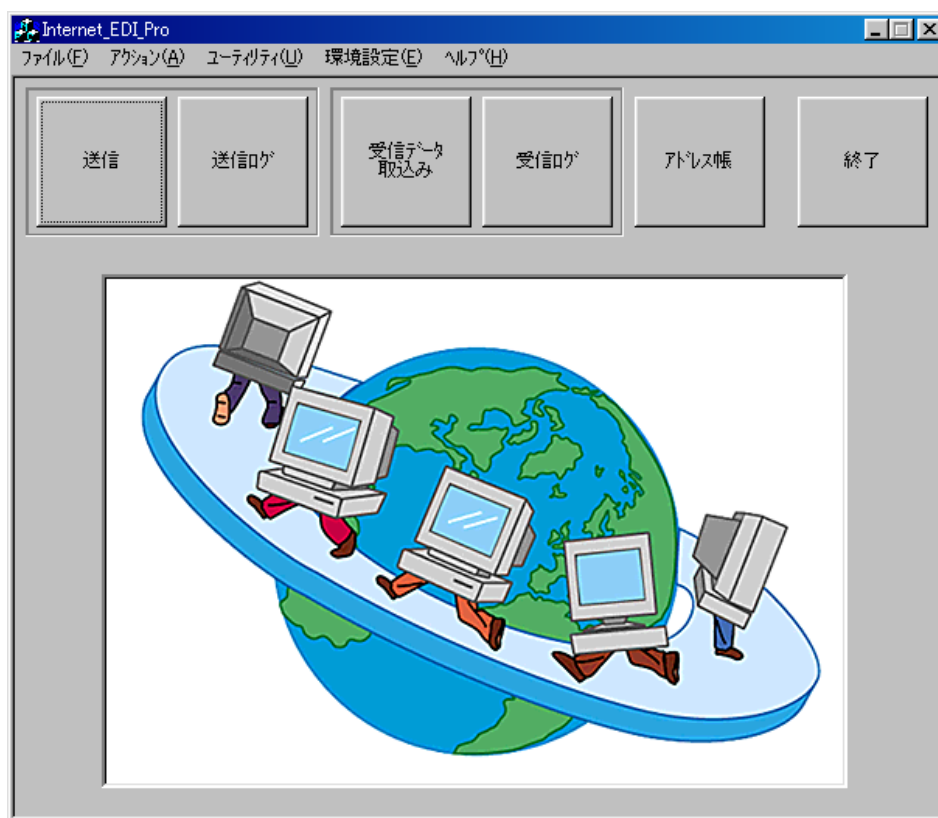 Internet_EDI_Pro
ﾌｧｲﾙ(F) ｱｸｼｮﾝ(A) ﾕｰﾃｨﾘﾃｨ(U) 環境設定(E) ﾍﾙﾌﾟ(H)
送信
送信ﾛｸﾞ
受信ﾃﾞｰﾀ
取込み
受信ﾛｸﾞ
ｱﾄﾞﾚｽ帳
終了